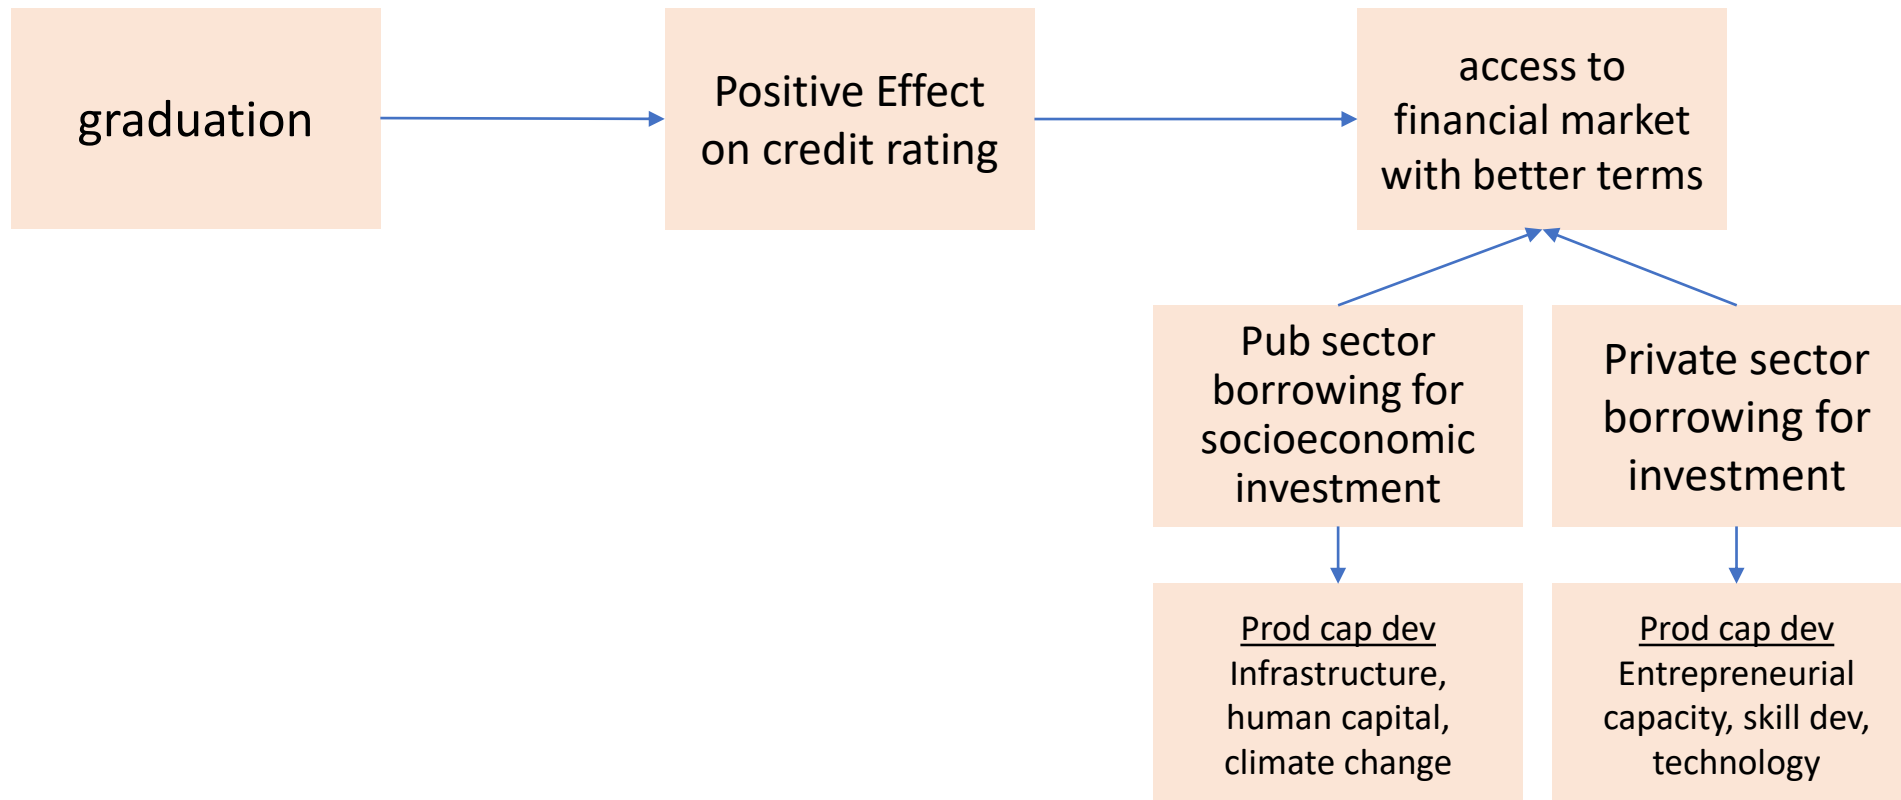 graduation
Positive Effect
on credit rating
access to
financial market
with better terms
Pub sector
borrowing for
socioeconomic
investment
Private sector
borrowing for
investment
Prod cap dev
Infrastructure,
human capital,
climate change
Prod cap dev
Entrepreneurial
capacity, skill dev,
technology